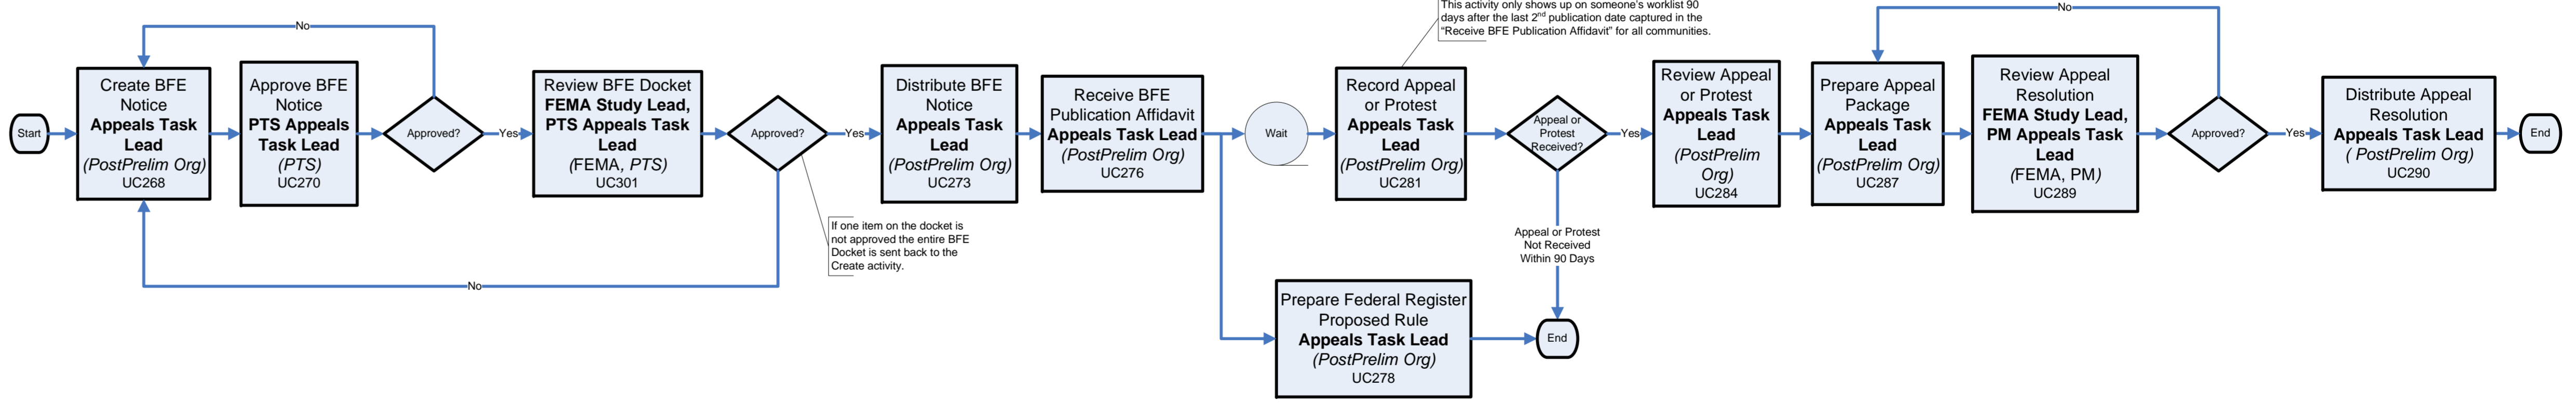 Start
Create BFE
Notice
Appeals Task
Lead
(PostPrelim Org)
UC268
No
Approve BFE
Notice
PTS Appeals
Task Lead
(PTS)
UC270
Approved?
Yes
Review BFE Docket
FEMA Study Lead,
PTS Appeals Task
Lead
(FEMA, PTS)
UC301
Approved?
If one item on the docket is
not approved the entire BFE
Docket is sent back to the
Create activity.
No
Yes
Distribute BFE
Notice
Appeals Task
Lead
(PostPrelim Org)
UC273
Receive BFE
Publication Affidavit
Appeals Task Lead
(PostPrelim Org)
UC276
Wait
This activity only shows up on someone's worklist 90
days after the last 2nd publication date captured in the
"Receive BFE Publication Affidavit" for all communities.
Record Appeal
or Protest
Appeals Task
Lead
(PostPrelim Org)
UC281
Appeal or
Protest
Received?
Appeal or Protest
Not Received
Within 90 Days
Prepare Federal Register
Proposed Rule
Appeals Task Lead
(PostPrelim Org)
UC278
End
Yes
Review Appeal
or Protest
Appeals Task
Lead
(PostPrelim
Org)
UC284
Prepare Appeal
Package
Appeals Task
Lead
(PostPrelim Org)
UC287
No
Review Appeal
Resolution
FEMA Study Lead,
PM Appeals Task
Lead
(FEMA, PM)
UC289
Approved?
Yes
Distribute Appeal
Resolution
Appeals Task Lead
( PostPrelim Org)
UC290
End